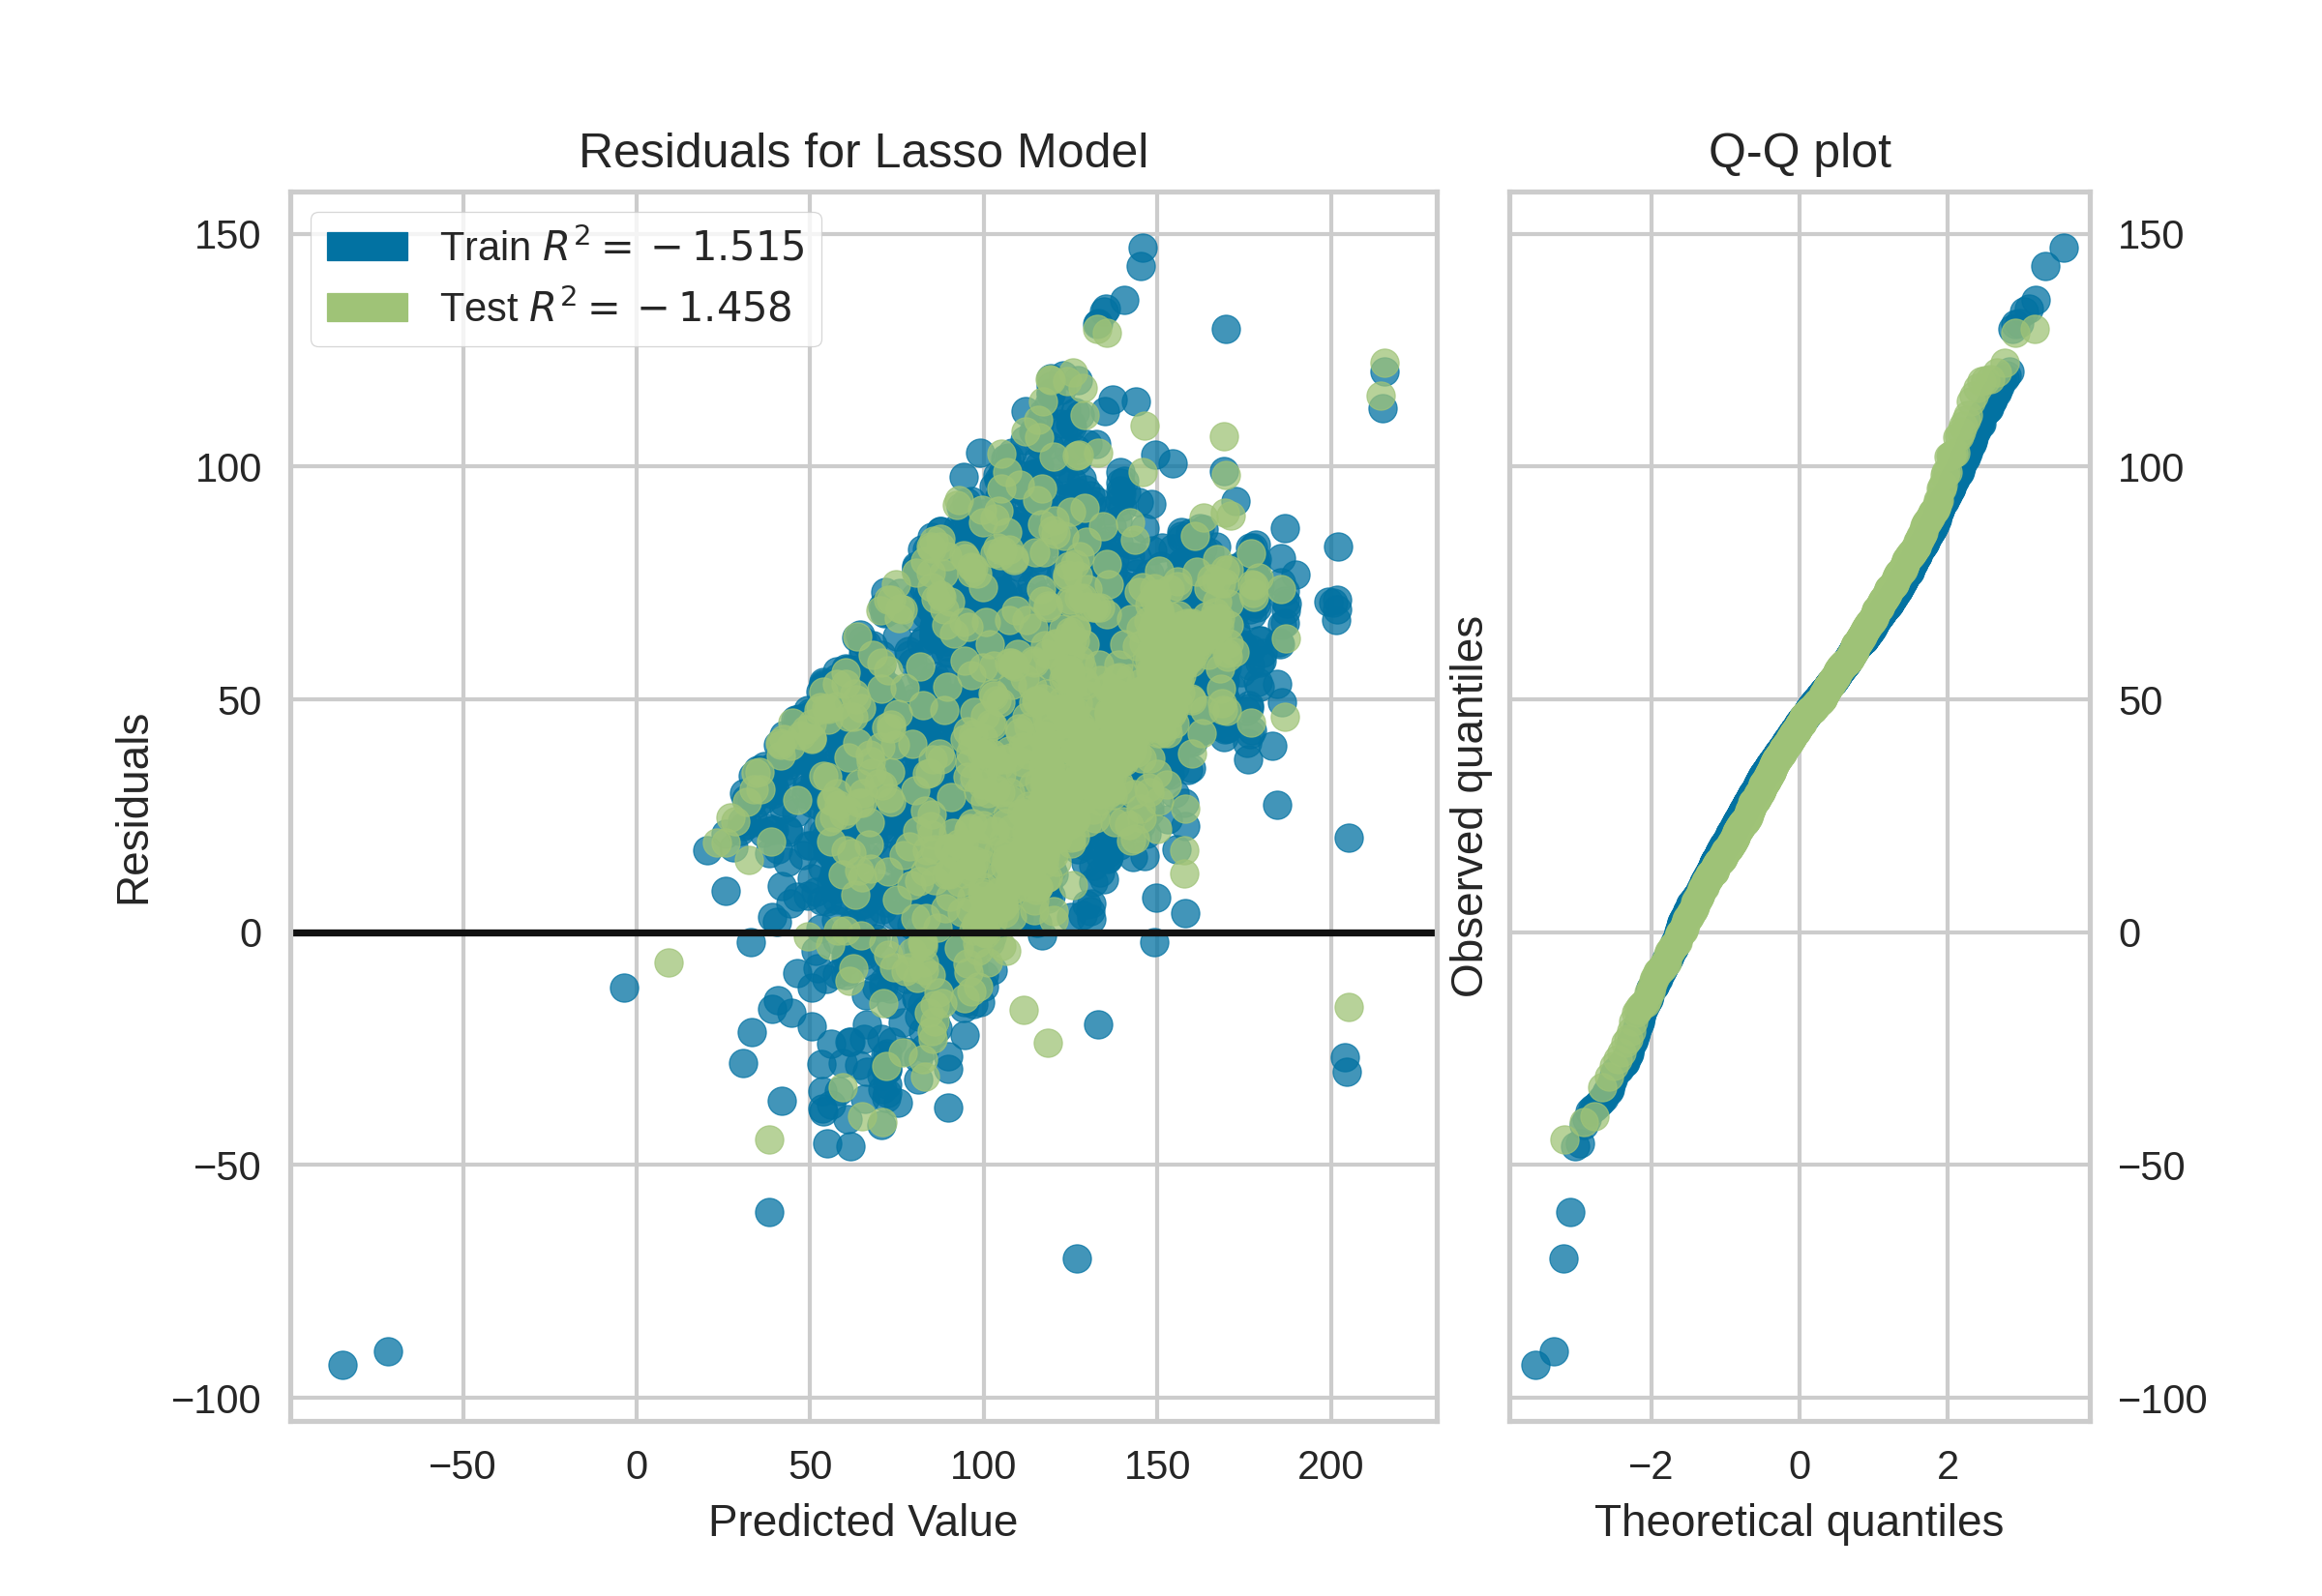 Residuals for Lasso Model
Q-Q plot
Train R² = −1.515
Test R² = −1.458
150
100
50
0
−50
−100
Residuals
−50 0 50 100 150 200
Predicted Value
Observed quantiles
150
100
50
0
−50
−100
−2 0 2
Theoretical quantiles